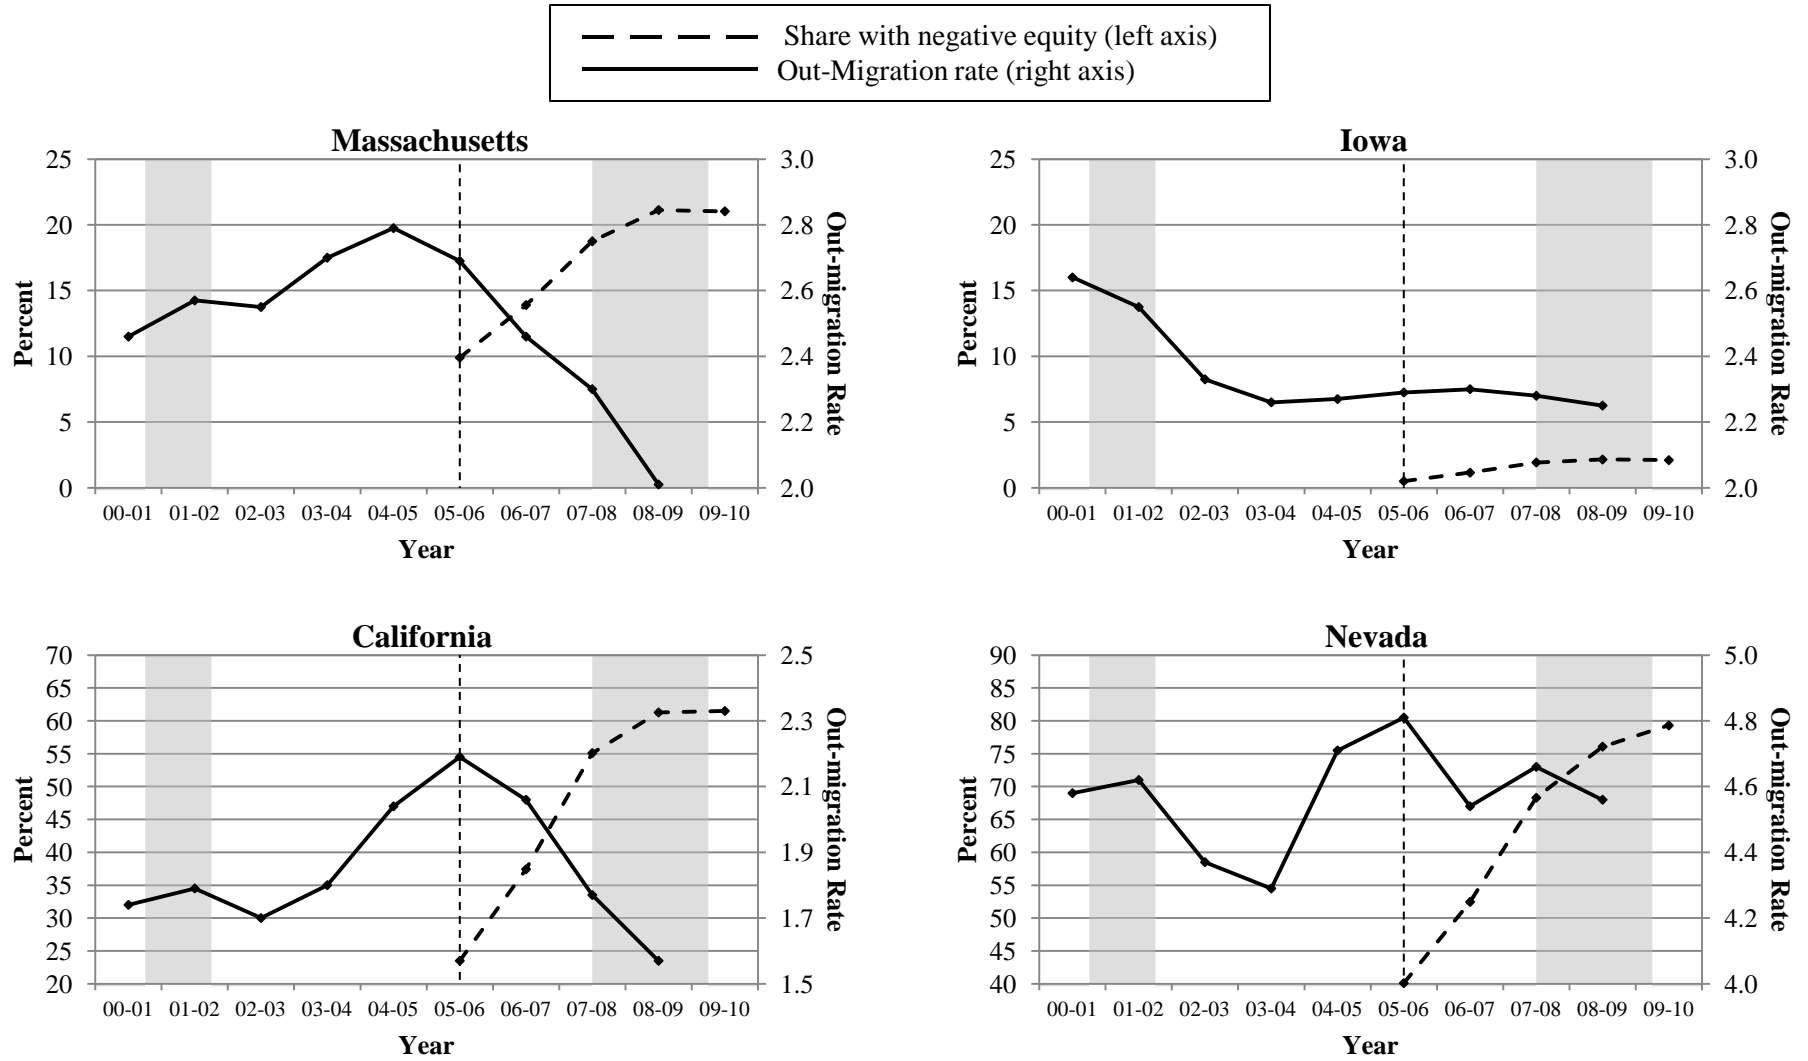 Share with negative equity (left axis)
Out-Migration rate (right axis)
Massachusetts
25
20
15
10
5
0
Percent
3.0
2.8
2.6
2.4
2.2
2.0
Out-migration Rate
00-01 01-02 02-03 03-04 04-05 05-06 06-07 07-08 08-09 09-10
Year
Iowa
25
20
15
10
5
0
Percent
3.0
2.8
2.6
2.4
2.2
2.0
Out-migration Rate
00-01 01-02 02-03 03-04 04-05 05-06 06-07 07-08 08-09 09-10
Year
California
70
65
60
55
50
45
40
35
30
25
20
Percent
2.5
2.3
2.1
1.9
1.7
1.5
Out-migration Rate
00-01 01-02 02-03 03-04 04-05 05-06 06-07 07-08 08-09 09-10
Year
Nevada
90
85
80
75
70
65
60
55
50
45
40
Percent
5.0
4.8
4.6
4.4
4.2
4.0
Out-migration Rate
00-01 01-02 02-03 03-04 04-05 05-06 06-07 07-08 08-09 09-10
Year